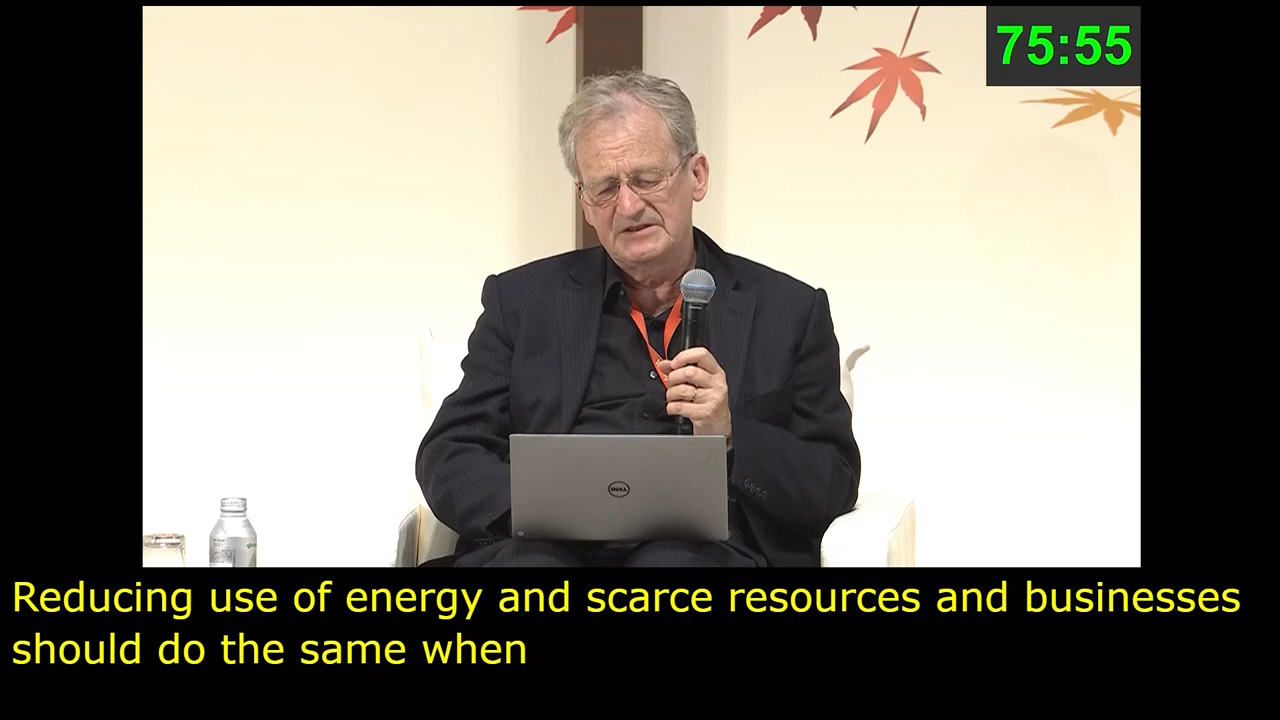 75:55
DELL
Reducing use of energy and scarce resources and businesses
should do the same when